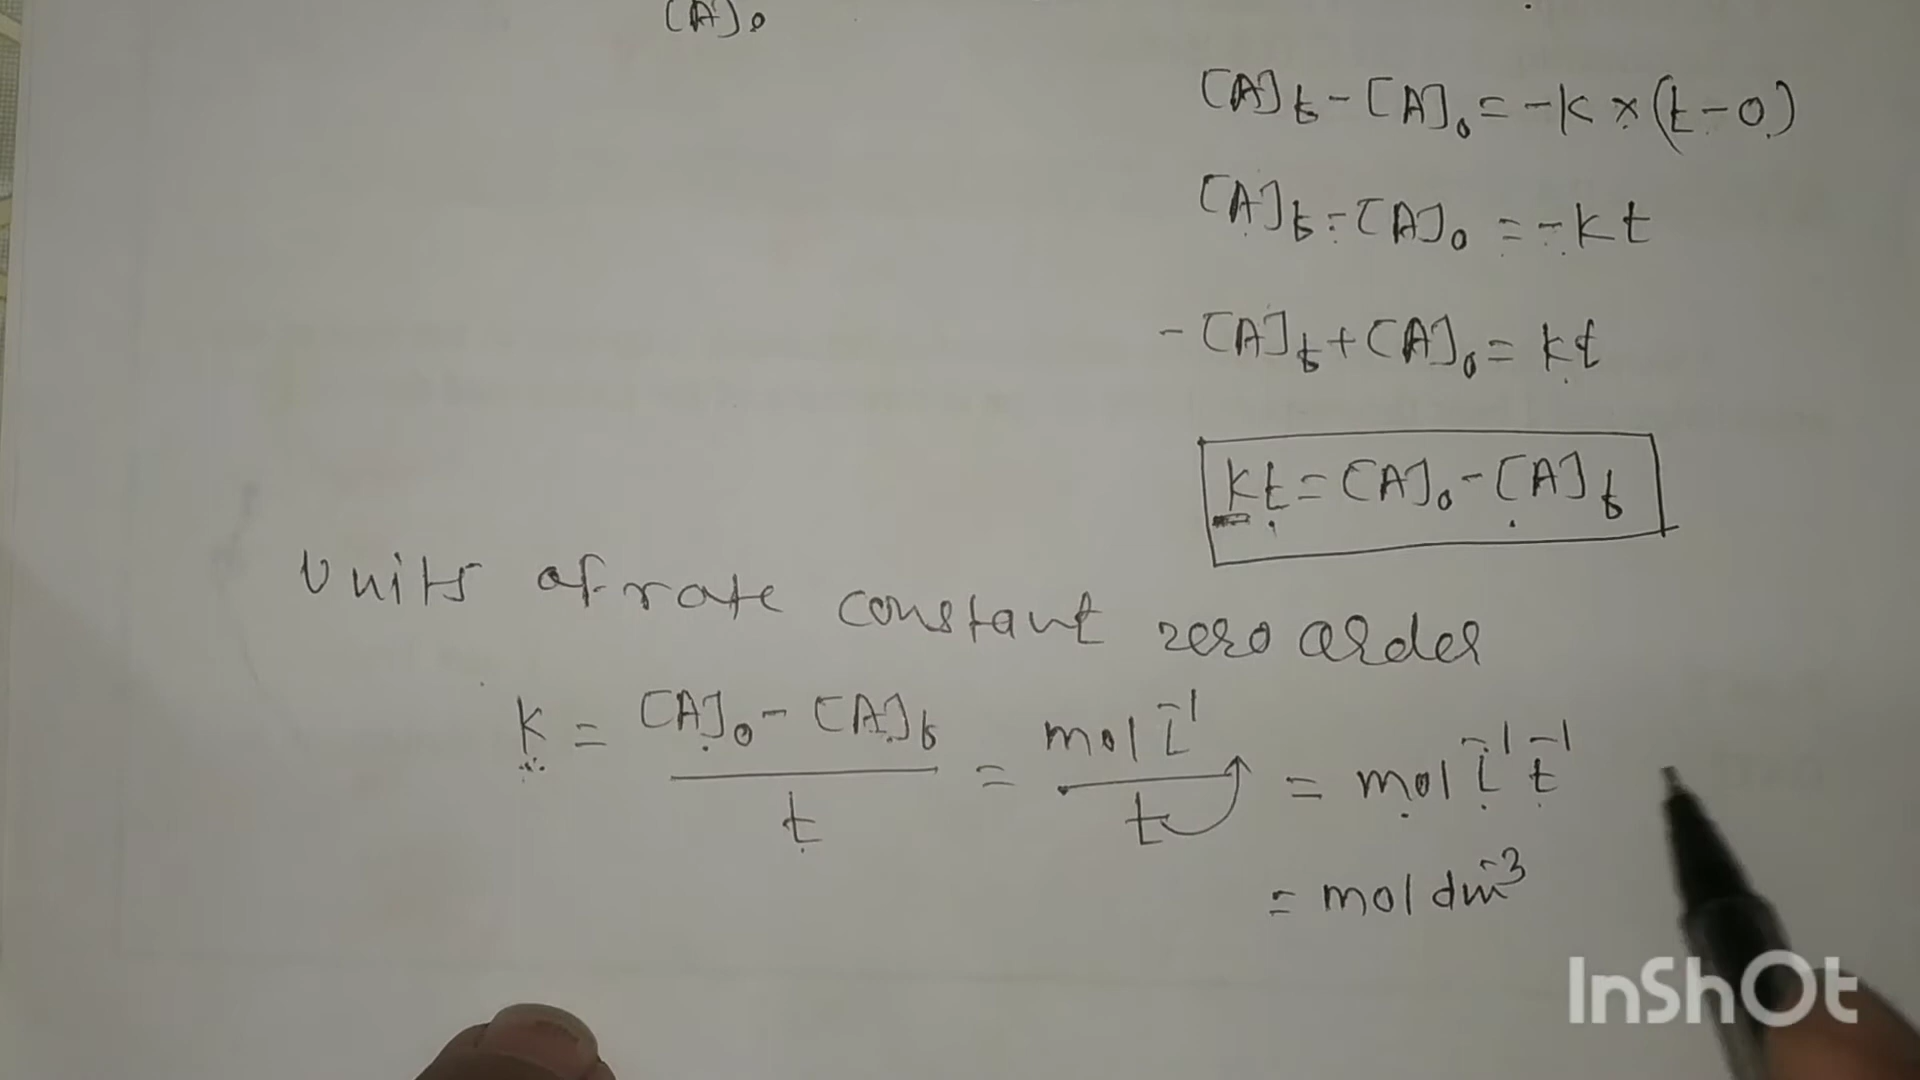 [A]₀
[A]t - [A]₀ = -k × (t-0)
[A]t - [A]₀ = -kt
-[A]t + [A]₀ = kt
kt = [A]₀ - [A]t
Units of rate constant zero order
k = [A]₀ - [A]t / t = mol L⁻¹ / t = mol L⁻¹ t⁻¹
= mol dm⁻³
InShOt